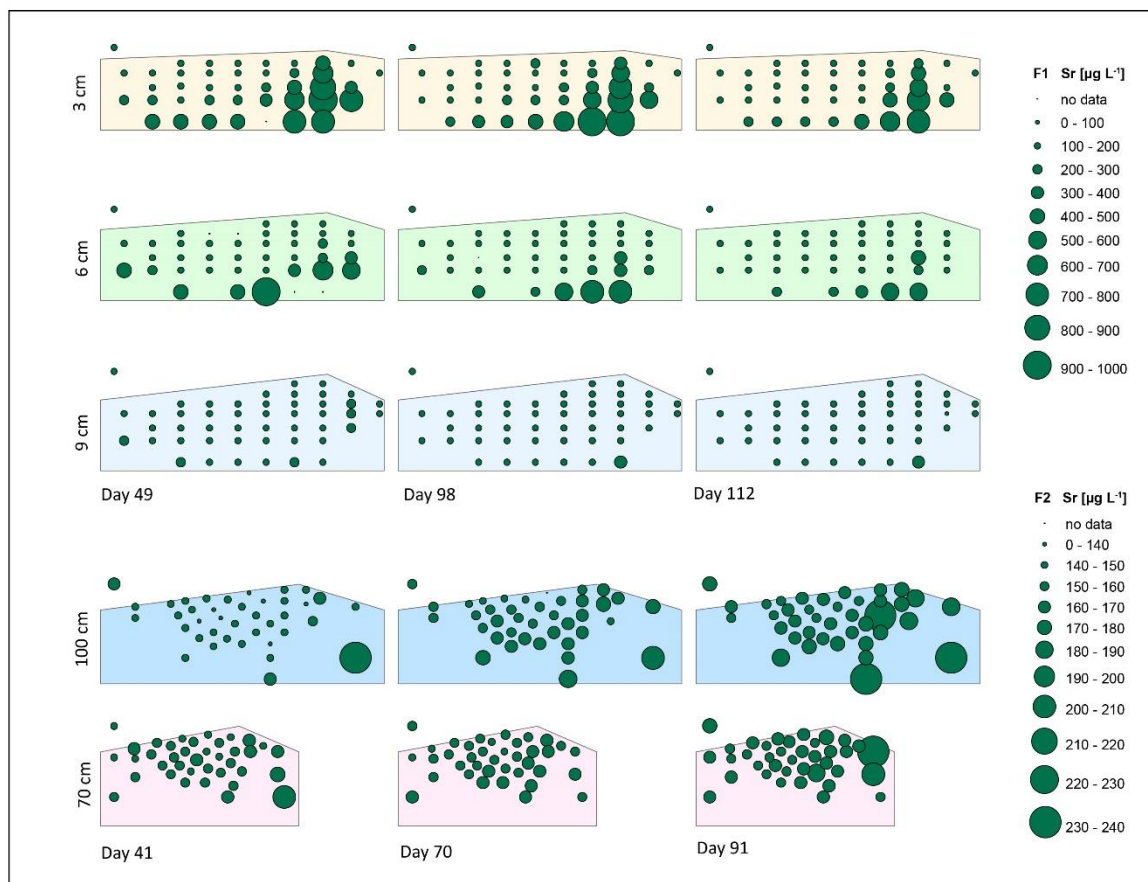 3 cm
6 cm
9 cm
Day 49 Day 98 Day 112
100 cm
70 cm
Day 41 Day 70 Day 91
F1 Sr [µg L⁻¹]
no data
0 - 100
100 - 200
200 - 300
300 - 400
400 - 500
500 - 600
600 - 700
700 - 800
800 - 900
900 - 1000
F2 Sr [µg L⁻¹]
no data
0 - 140
140 - 150
150 - 160
160 - 170
170 - 180
180 - 190
190 - 200
200 - 210
210 - 220
220 - 230
230 - 240